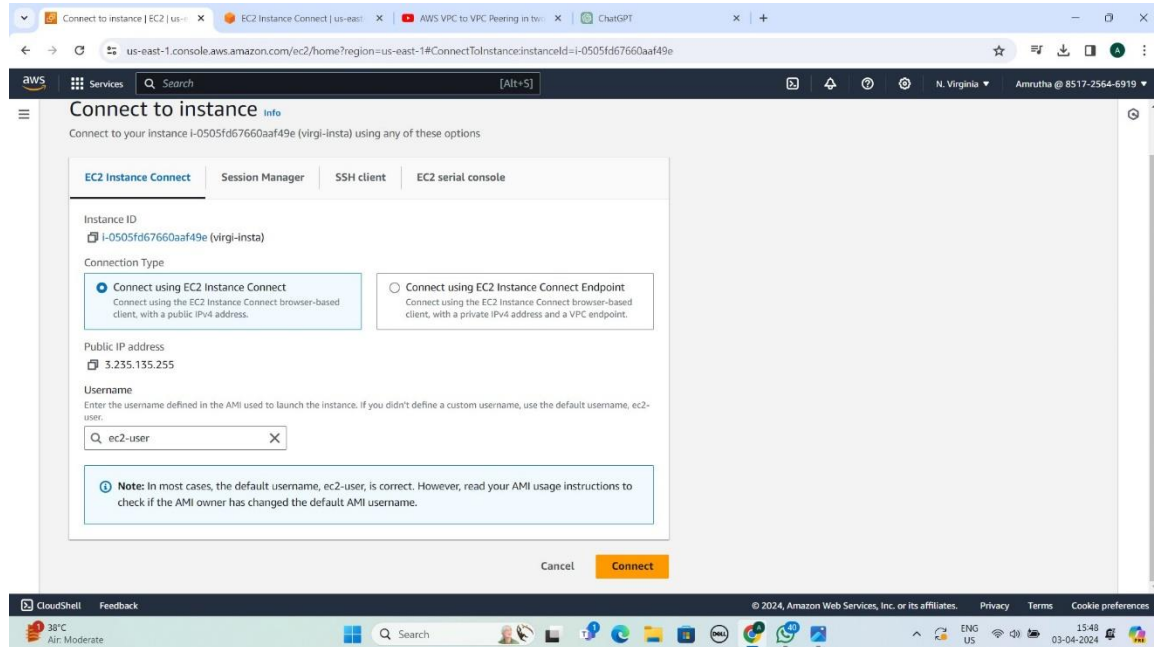 Connect to instance | EC2 | us-e
EC2 Instance Connect | us-east
AWS VPC to VPC Peering in two
ChatGPT
us-east-1.console.aws.amazon.com/ec2/home?region=us-east-1#ConnectToInstance:instanceId=i-0505fd67660aaf49e
A
aws
Services
Search
[Alt+S]
N. Virginia
Amrutha @ 8517-2564-6919
Connect to instance Info
Connect to your instance i-0505fd67660aaf49e (virgi-insta) using any of these options
EC2 Instance Connect
Session Manager
SSH client
EC2 serial console
Instance ID
i-0505fd67660aaf49e (virgi-insta)
Connection Type
Connect using EC2 Instance Connect
Connect using the EC2 Instance Connect browser-based
client, with a public IPv4 address.
Connect using EC2 Instance Connect Endpoint
Connect using the EC2 Instance Connect browser-based
client, with a private IPv4 address and a VPC endpoint.
Public IP address
3.235.135.255
Username
Enter the username defined in the AMI used to launch the instance. If you didn't define a custom username, use the default username, ec2-
user.
ec2-user
Note: In most cases, the default username, ec2-user, is correct. However, read your AMI usage instructions to
check if the AMI owner has changed the default AMI username.
Cancel
Connect
CloudShell
Feedback
© 2024, Amazon Web Services, Inc. or its affiliates.
Privacy
Terms
Cookie preferences
1
38°C
Air: Moderate
Search
1
DELL
A
40
ENG
US
15:48
03-04-2024
PRE